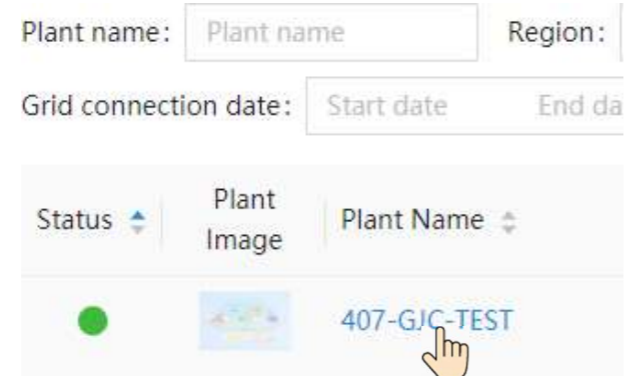 Plant name: Plant name Region:
Grid connection date: Start date End da
Status Plant Image Plant Name
407-GJC-TEST